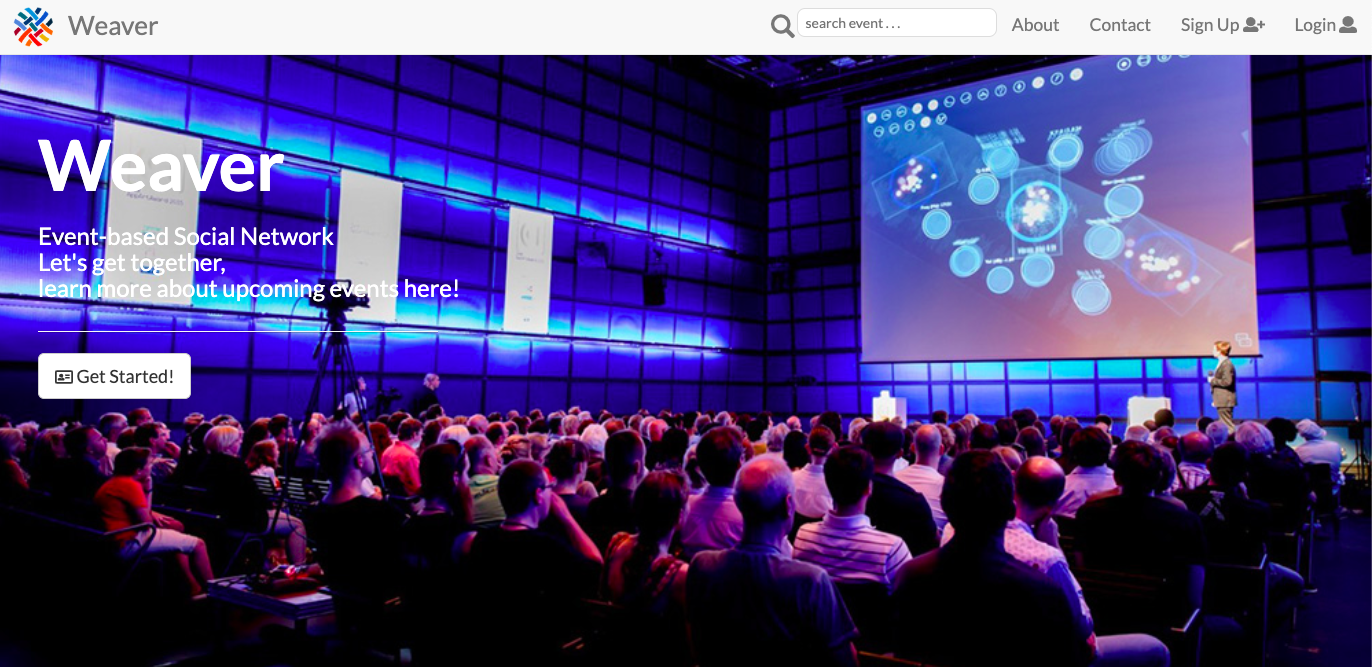 Weaver
search event . . .
About
Contact
Sign Up
Login
Weaver
Event-based Social Network
Let's get together,
learn more about upcoming events here!
Get Started!